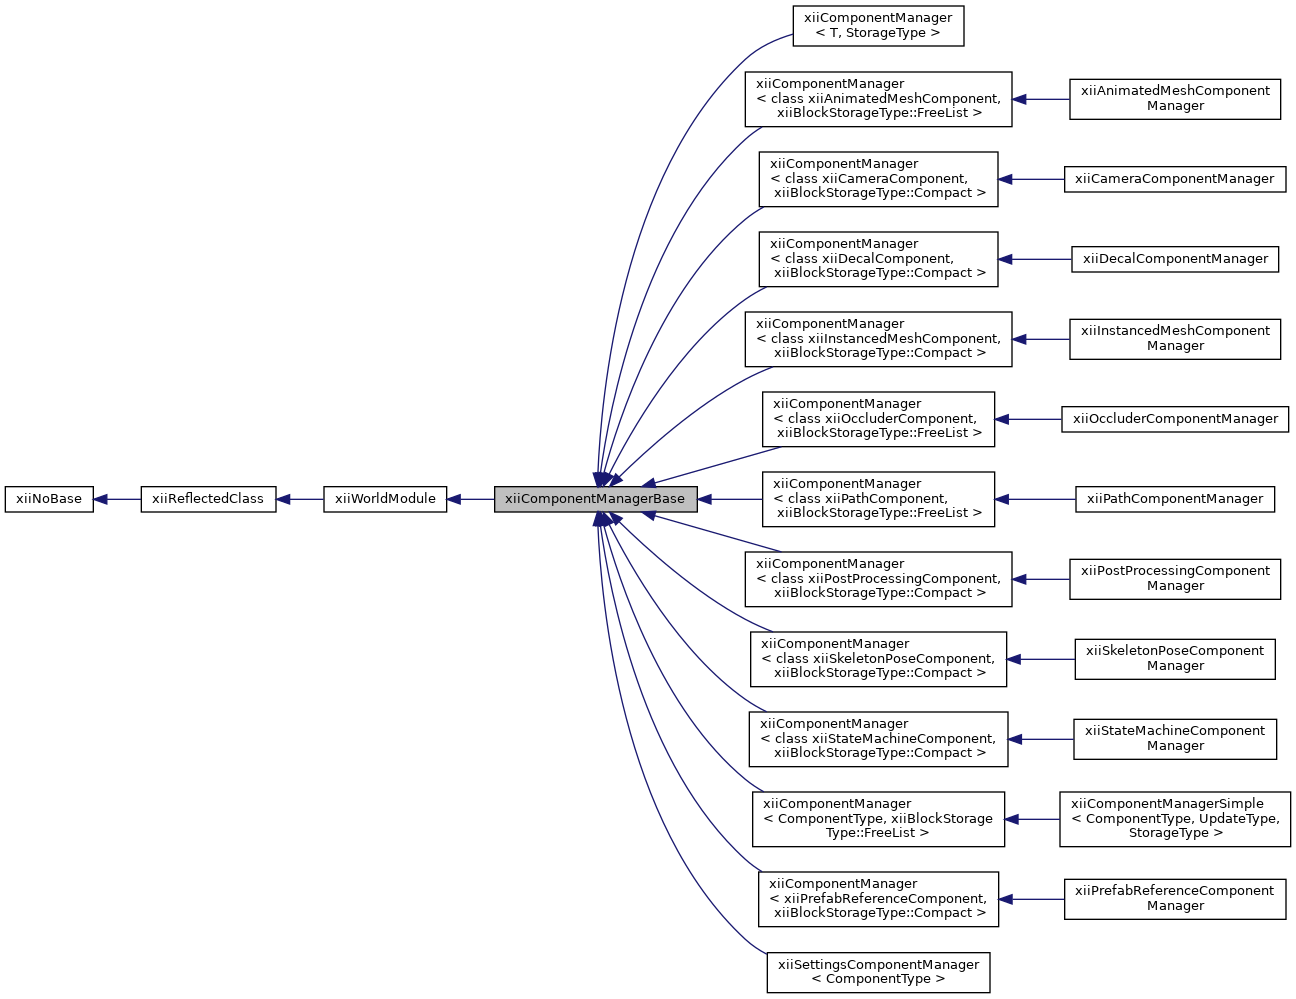 xiiComponentManager
< T, StorageType >
xiiComponentManager
< class xiiAnimatedMeshComponent,
xiiBlockStorageType::FreeList >
xiiAnimatedMeshComponent
Manager
xiiComponentManager
< class xiiCameraComponent,
xiiBlockStorageType::Compact >
xiiCameraComponentManager
xiiComponentManager
< class xiiDecalComponent,
xiiBlockStorageType::Compact >
xiiDecalComponentManager
xiiComponentManager
< class xiiInstancedMeshComponent,
xiiBlockStorageType::Compact >
xiiInstancedMeshComponent
Manager
xiiComponentManager
< class xiiOccluderComponent,
xiiBlockStorageType::FreeList >
xiiOccluderComponentManager
xiiNoBase
xiiReflectedClass
xiiWorldModule
xiiComponentManagerBase
xiiComponentManager
< class xiiPathComponent,
xiiBlockStorageType::FreeList >
xiiPathComponentManager
xiiComponentManager
< class xiiPostProcessingComponent,
xiiBlockStorageType::Compact >
xiiPostProcessingComponent
Manager
xiiComponentManager
< class xiiSkeletonPoseComponent,
xiiBlockStorageType::Compact >
xiiSkeletonPoseComponent
Manager
xiiComponentManager
< class xiiStateMachineComponent,
xiiBlockStorageType::Compact >
xiiStateMachineComponent
Manager
xiiComponentManager
< ComponentType, xiiBlockStorage
Type::FreeList >
xiiComponentManagerSimple
< ComponentType, UpdateType,
StorageType >
xiiComponentManager
< xiiPrefabReferenceComponent,
xiiBlockStorageType::Compact >
xiiPrefabReferenceComponent
Manager
xiiSettingsComponentManager
< ComponentType >